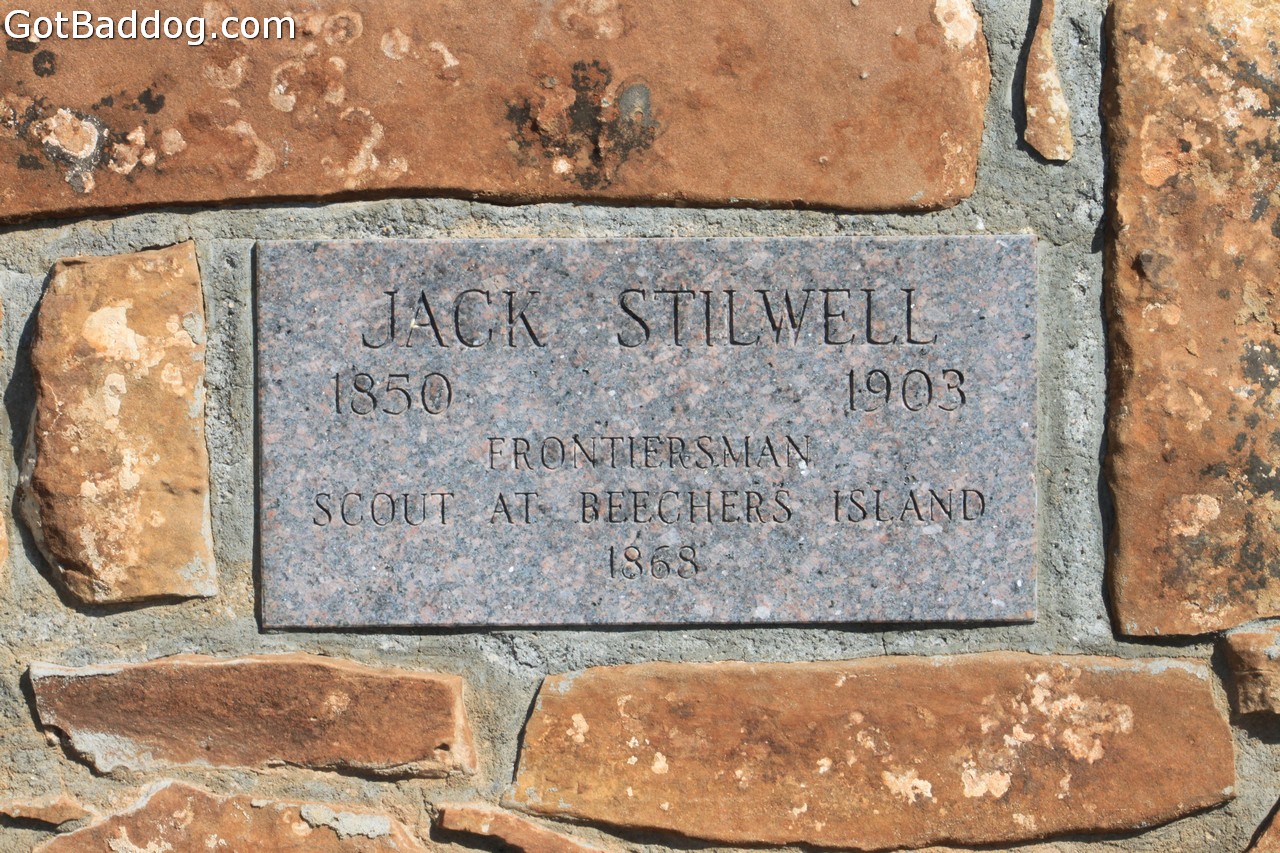 GotBaddog.com
JACK STILWELL
1850 1903
FRONTIERSMAN
SCOUT AT BEECHERS ISLAND
1868